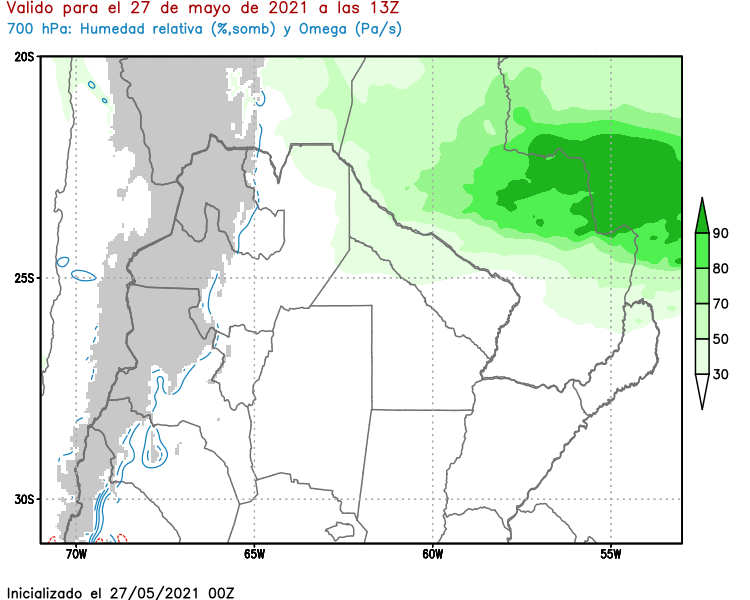 Valido para el 27 de mayo de 2021 a las 13Z
700 hPa: Humedad relativa (%,somb) y Omega (Pa/s)
20S
25S
30S
70W
65W
60W
55W
90
80
70
50
30
Inicializado el 27/05/2021 00Z